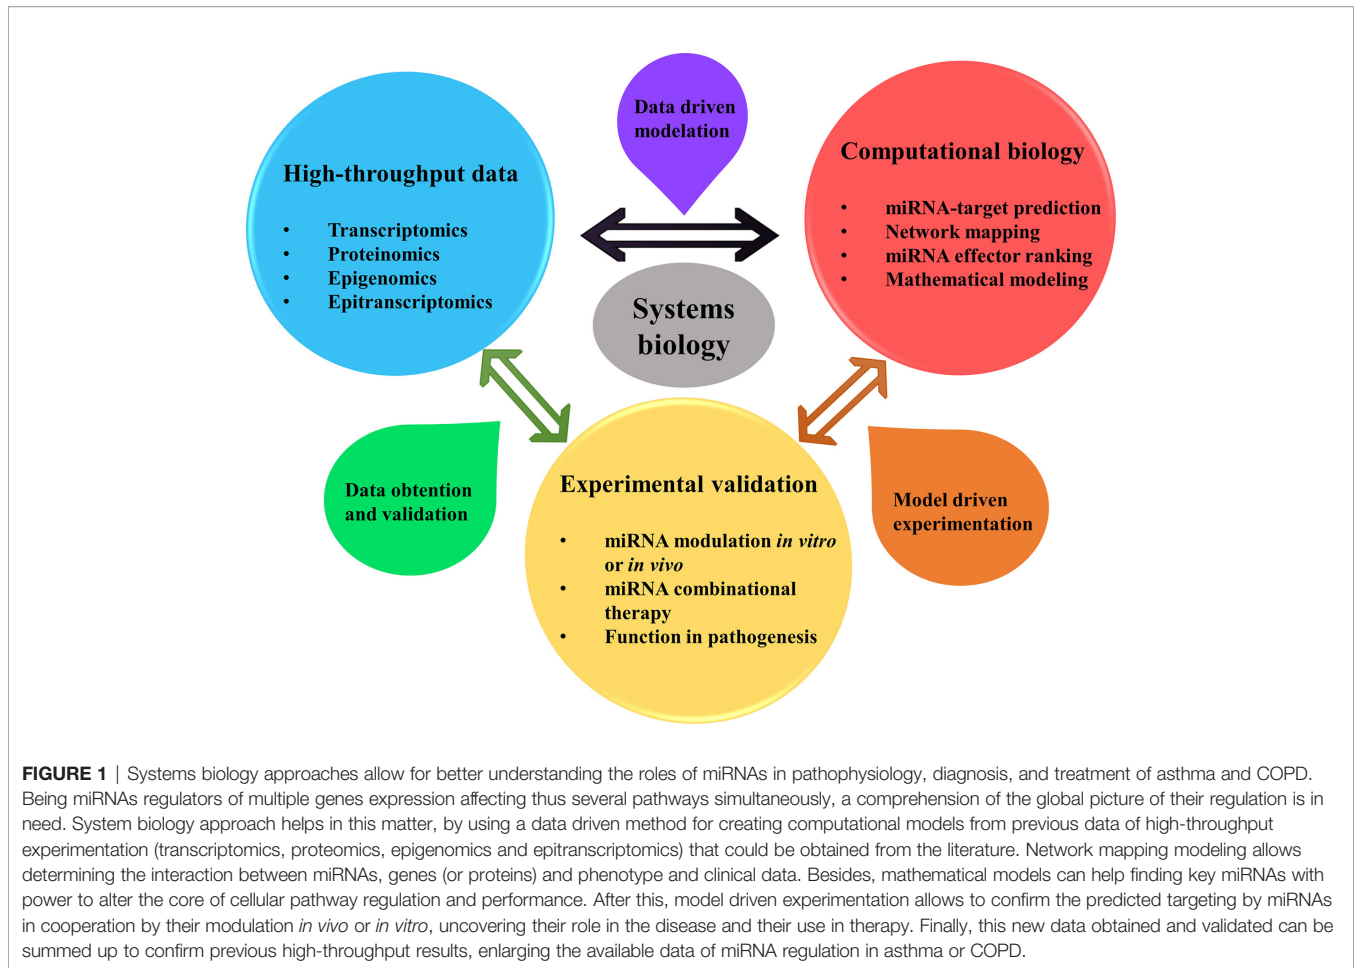 Data driven
modelation
High-throughput data
• Transcriptomics
• Proteinomics
• Epigenomics
• Epitranscriptomics
Computational biology
• miRNA-target prediction
• Network mapping
• miRNA effector ranking
• Mathematical modeling
Systems
biology
Data obtention
and validation
Experimental validation
• miRNA modulation in vitro
or in vivo
• miRNA combinational
therapy
• Function in pathogenesis
Model driven
experimentation
FIGURE 1 | Systems biology approaches allow for better understanding the roles of miRNAs in pathophysiology, diagnosis, and treatment of asthma and COPD.
Being miRNAs regulators of multiple genes expression affecting thus several pathways simultaneously, a comprehension of the global picture of their regulation is in
need. System biology approach helps in this matter, by using a data driven method for creating computational models from previous data of high-throughput
experimentation (transcriptomics, proteomics, epigenomics and epitranscriptomics) that could be obtained from the literature. Network mapping modeling allows
determining the interaction between miRNAs, genes (or proteins) and phenotype and clinical data. Besides, mathematical models can help finding key miRNAs with
power to alter the core of cellular pathway regulation and performance. After this, model driven experimentation allows to confirm the predicted targeting by miRNAs
in cooperation by their modulation in vivo or in vitro, uncovering their role in the disease and their use in therapy. Finally, this new data obtained and validated can be
summed up to confirm previous high-throughput results, enlarging the available data of miRNA regulation in asthma or COPD.